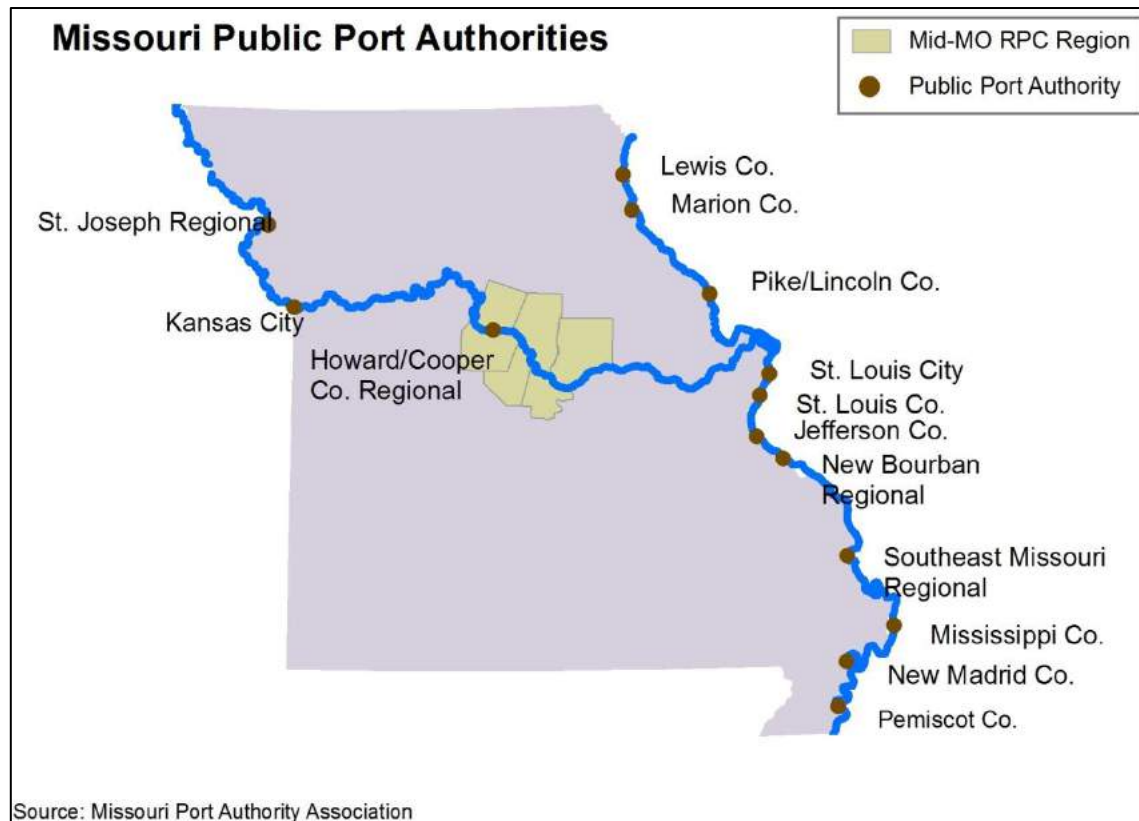 Missouri Public Port Authorities
Mid-MO RPC Region
Public Port Authority
Lewis Co.
Marion Co.
St. Joseph Regional
Pike/Lincoln Co.
Kansas City
Howard/Cooper
Co. Regional
St. Louis City
St. Louis Co.
Jefferson Co.
New Bourban
Regional
Southeast Missouri
Regional
Mississippi Co.
New Madrid Co.
Pemiscot Co.
Source: Missouri Port Authority Association